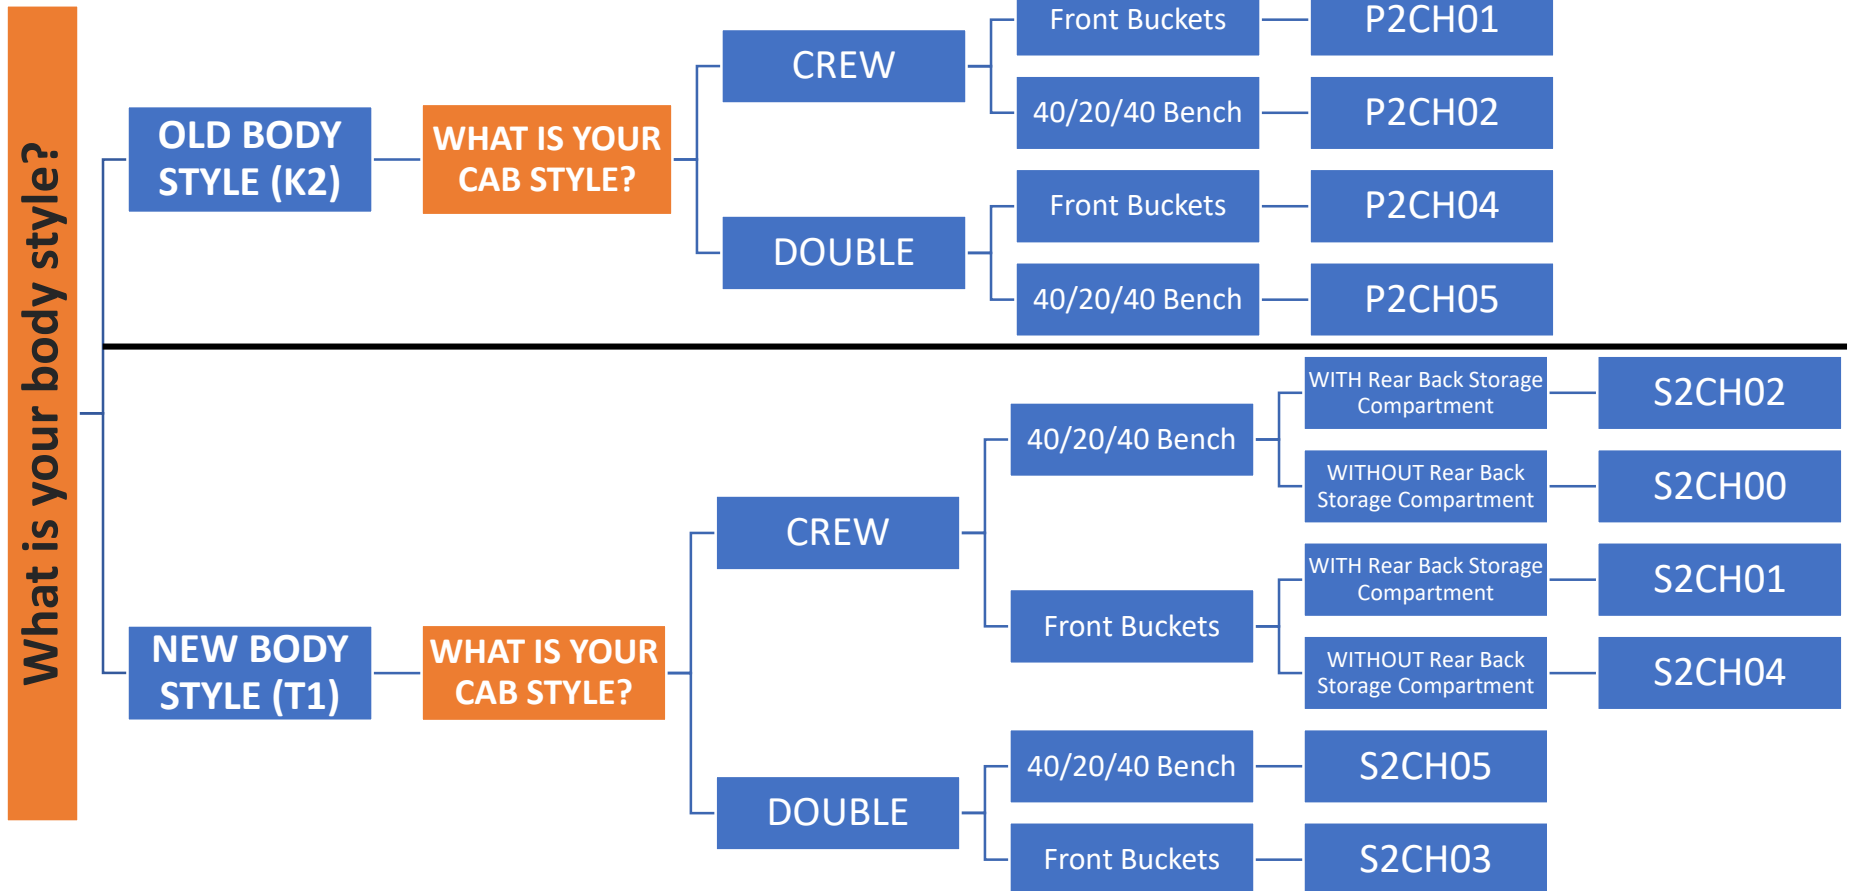 What is your body style?
OLD BODY
STYLE (K2)
WHAT IS YOUR
CAB STYLE?
CREW
Front Buckets
P2CH01
40/20/40 Bench
P2CH02
DOUBLE
Front Buckets
P2CH04
40/20/40 Bench
P2CH05
NEW BODY
STYLE (T1)
WHAT IS YOUR
CAB STYLE?
CREW
40/20/40 Bench
WITH Rear Back Storage
Compartment
S2CH02
WITHOUT Rear Back
Storage Compartment
S2CH00
Front Buckets
WITH Rear Back Storage
Compartment
S2CH01
WITHOUT Rear Back
Storage Compartment
S2CH04
DOUBLE
40/20/40 Bench
S2CH05
Front Buckets
S2CH03